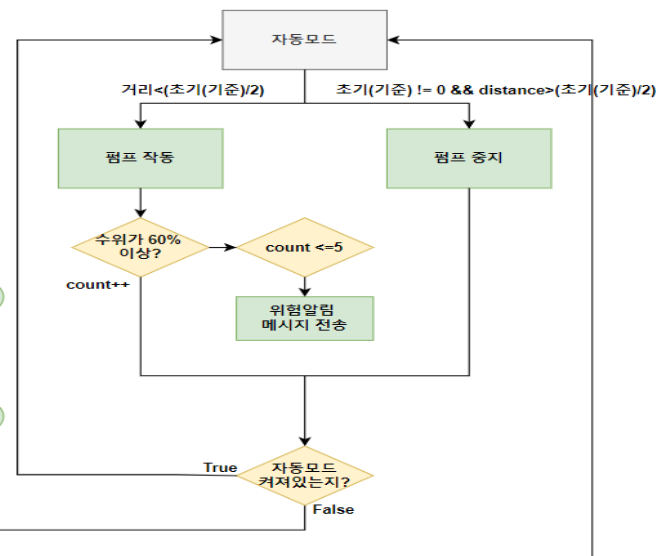 자동모드
거리<(초기(기준)/2)
초기(기준) != 0 && distance>(초기(기준)/2)
펌프 작동
펌프 중지
수위가 60%
이상?
count <=5
count++
위험알림
메시지 전송
True
자동모드
켜져있는지?
False